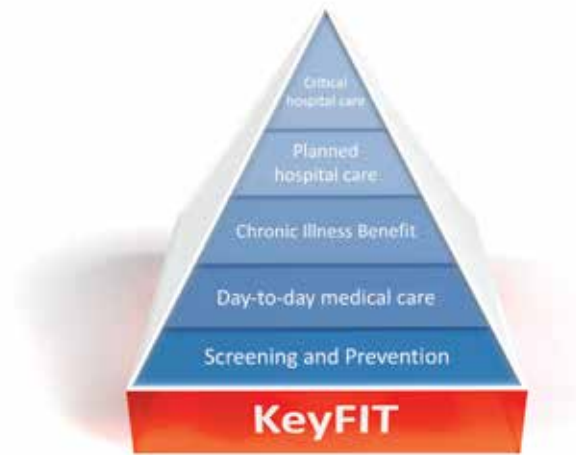 Critical
hospital care
Planned
hospital care
Chronic Illness Benefit
Day-to-day medical care
Screening and Prevention
KeyFIT